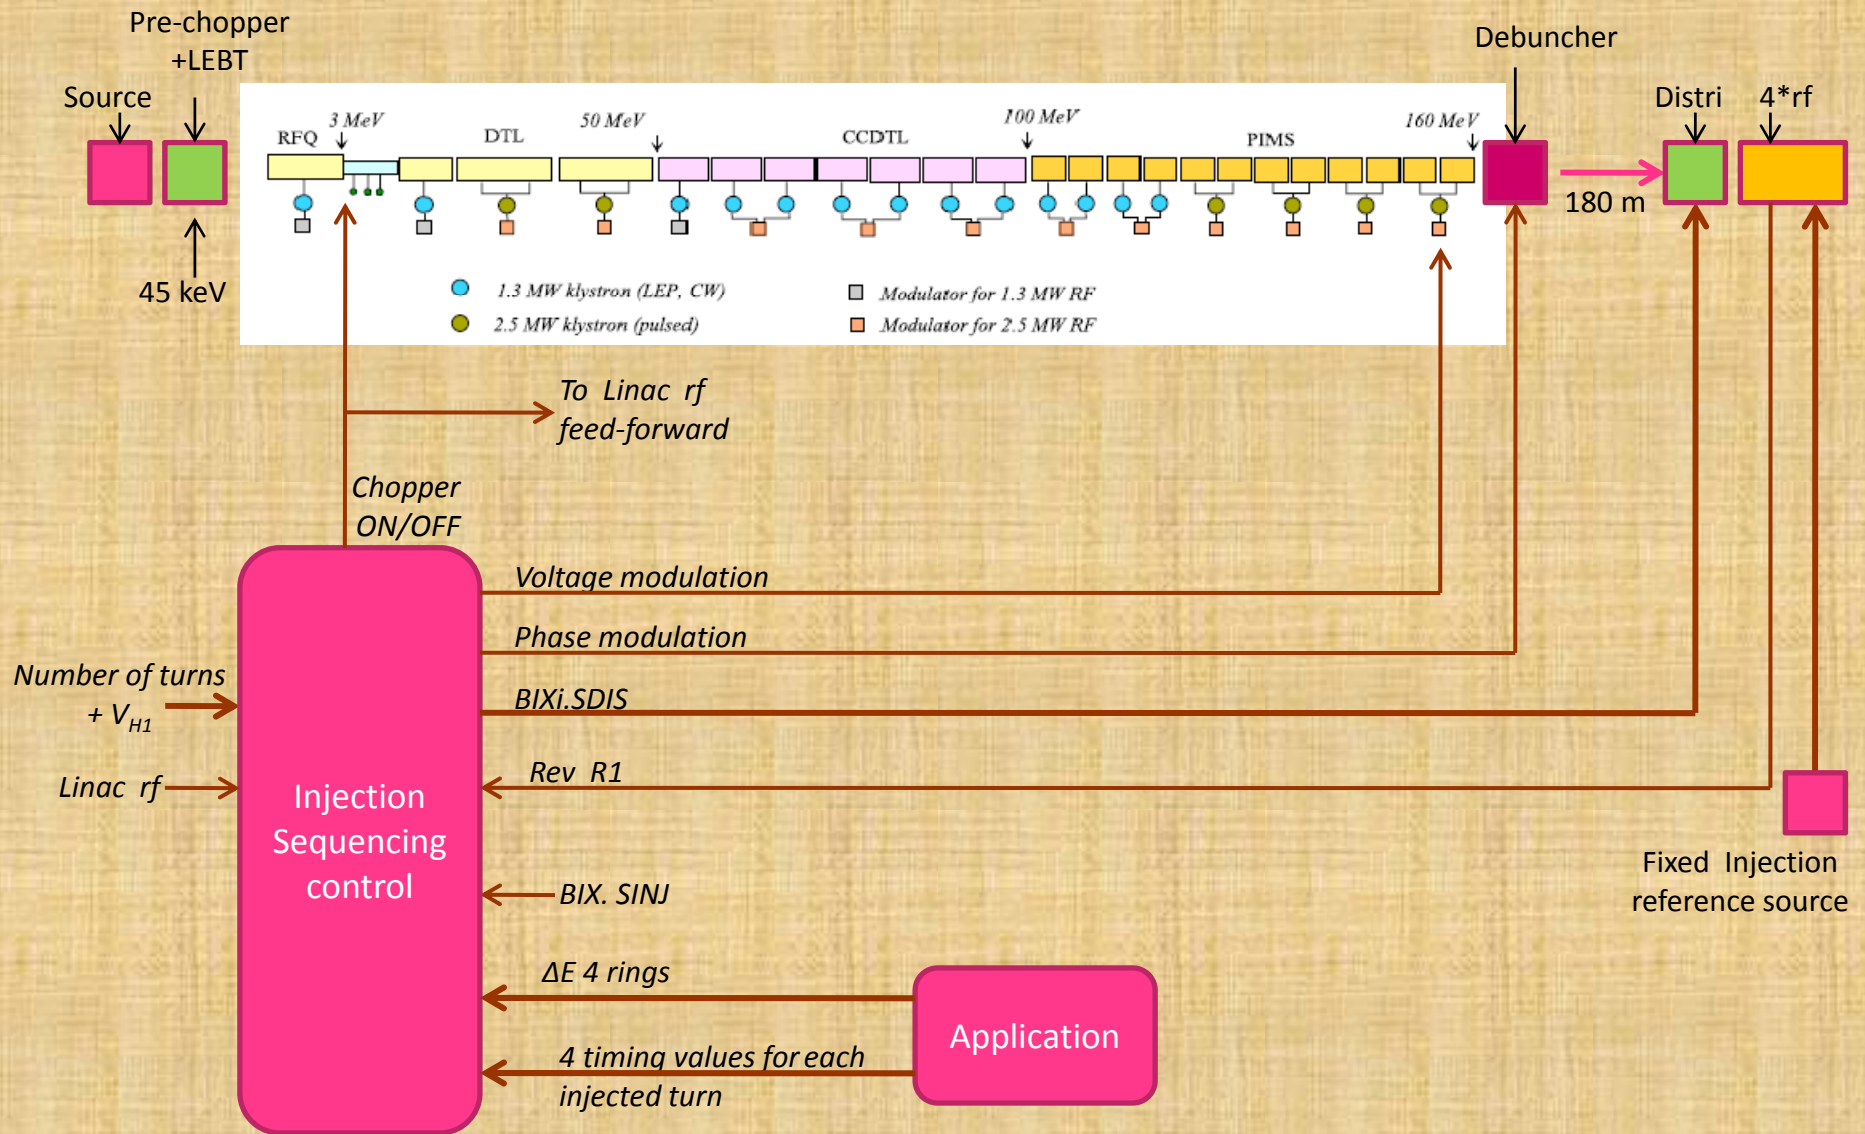 Pre-chopper
+LEBT
Source
45 keV
Debuncher
Distri
4*rf
180 m
RFQ
3 MeV
DTL
50 MeV
CCDTL
100 MeV
PIMS
160 MeV
1.3 MW klystron (LEP, CW)
2.5 MW klystron (pulsed)
Modulator for 1.3 MW RF
Modulator for 2.5 MW RF
To Linac rf
feed-forward
Chopper
ON/OFF
Voltage modulation
Phase modulation
BIXi.SDIS
Rev R1
BIX. SINJ
ΔE 4 rings
4 timing values for each
injected turn
Number of turns
+ V_H1
Linac rf
Injection
Sequencing
control
Application
Fixed Injection
reference source